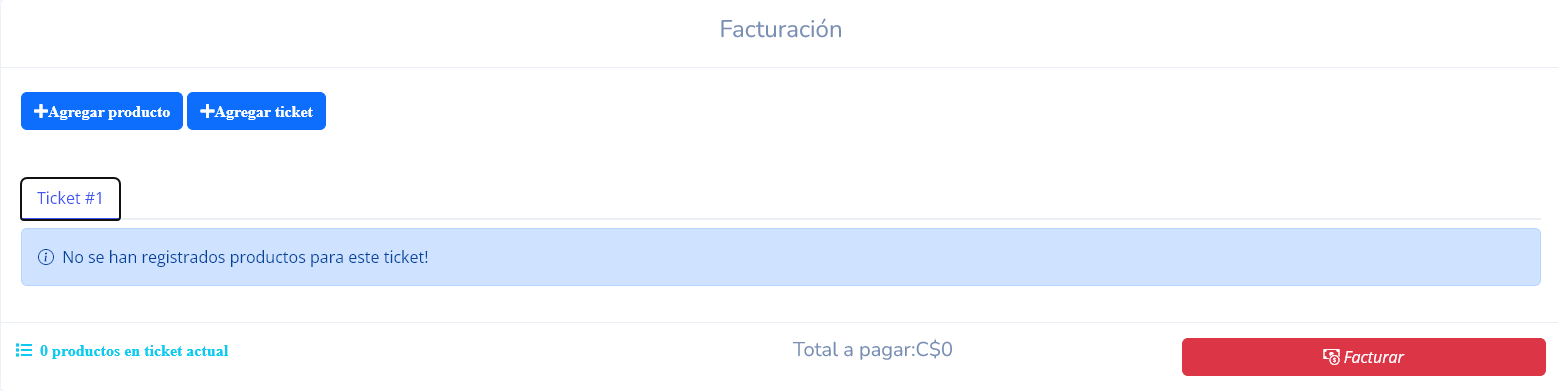 Facturación
Agregar producto Agregar ticket
Ticket #1
No se han registrados productos para este ticket!
0 productos en ticket actual Total a pagar:C$0 Facturar